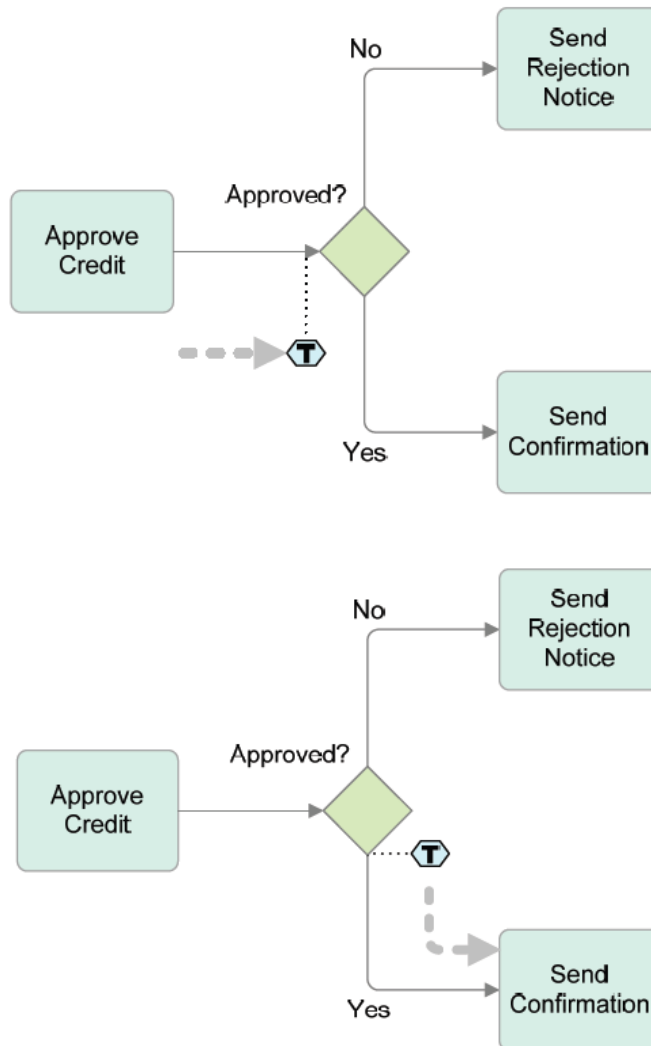 No
Send
Rejection
Notice
Approved?
Approve
Credit
T
Yes
Send
Confirmation
No
Send
Rejection
Notice
Approved?
Approve
Credit
T
Yes
Send
Confirmation